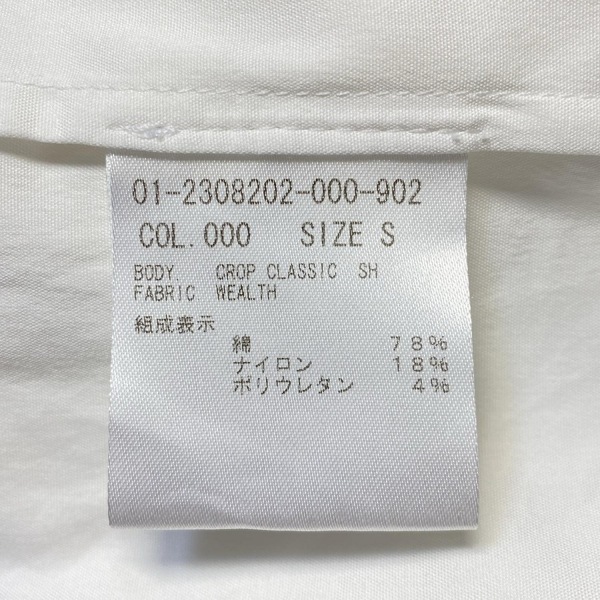 01-2308202-000-902
COL.000 SIZE S
BODY CROP CLASSIC SH
FABRIC WEALTH
組成表示
綿 78%
ナイロン 18%
ポリウレタン 4%